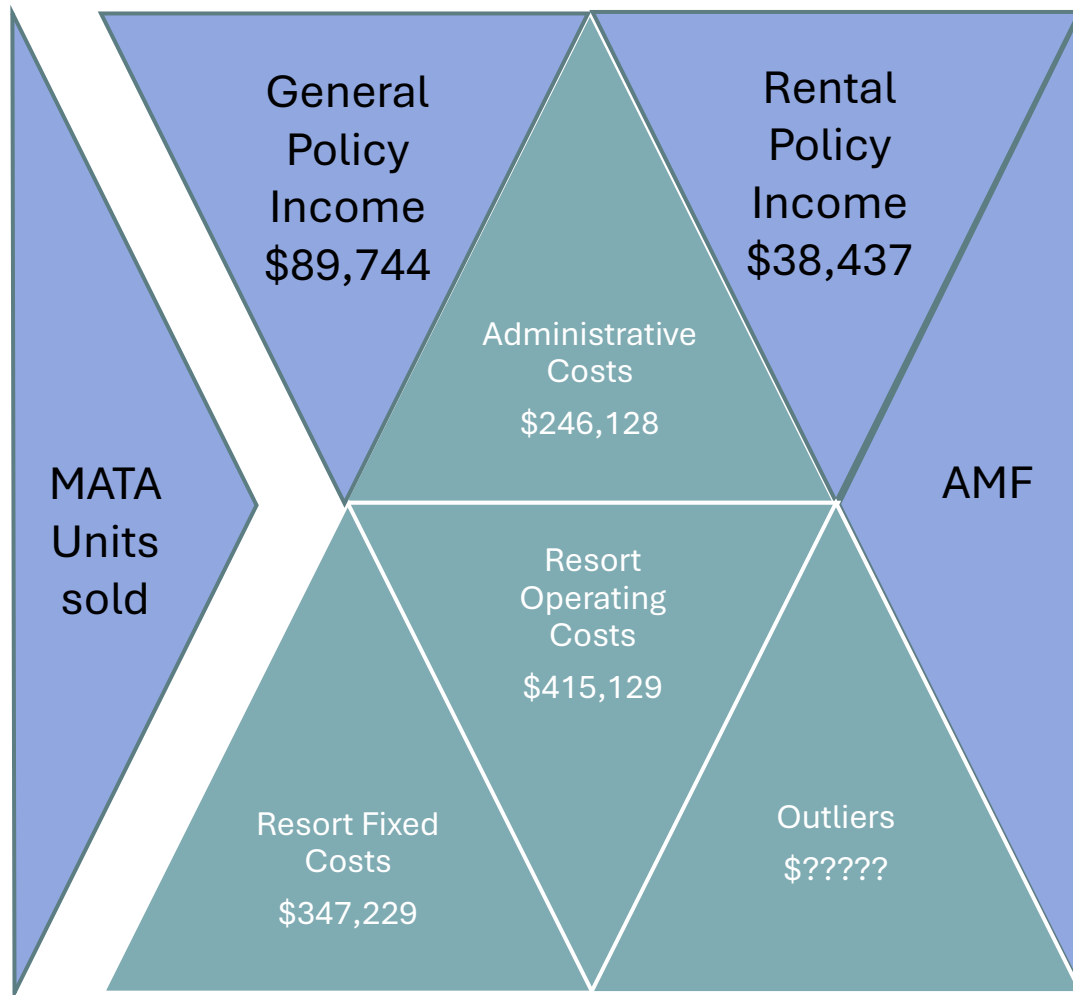 General
Policy
Income
$89,744
Rental
Policy
Income
$38,437
Administrative
Costs
$246,128
MATA
Units
sold
AMF
Resort
Operating
Costs
$415,129
Resort Fixed
Costs
$347,229
Outliers
$?????